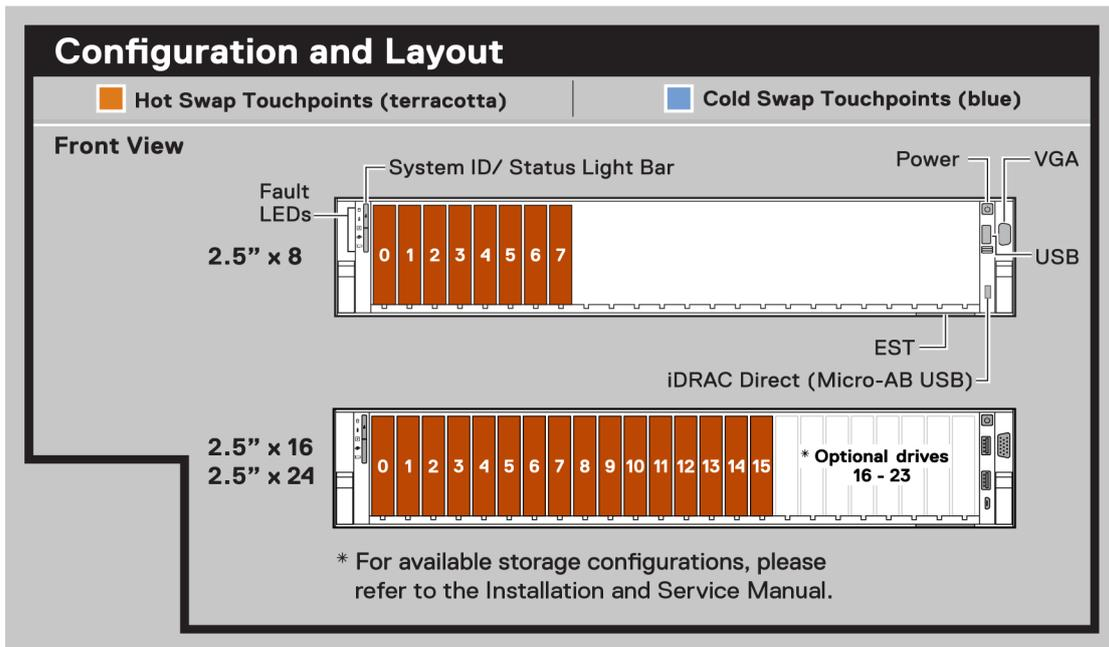 Configuration and Layout
Hot Swap Touchpoints (terracotta)
Cold Swap Touchpoints (blue)
Front View
System ID/ Status Light Bar
Power
VGA
Fault
LEDs
2.5” x 8
0 1 2 3 4 5 6 7
USB
EST
iDRAC Direct (Micro-AB USB)
2.5” x 16
2.5” x 24
0 1 2 3 4 5 6 7 8 9 10 11 12 13 14 15
* Optional drives
16 - 23
* For available storage configurations, please
refer to the Installation and Service Manual.